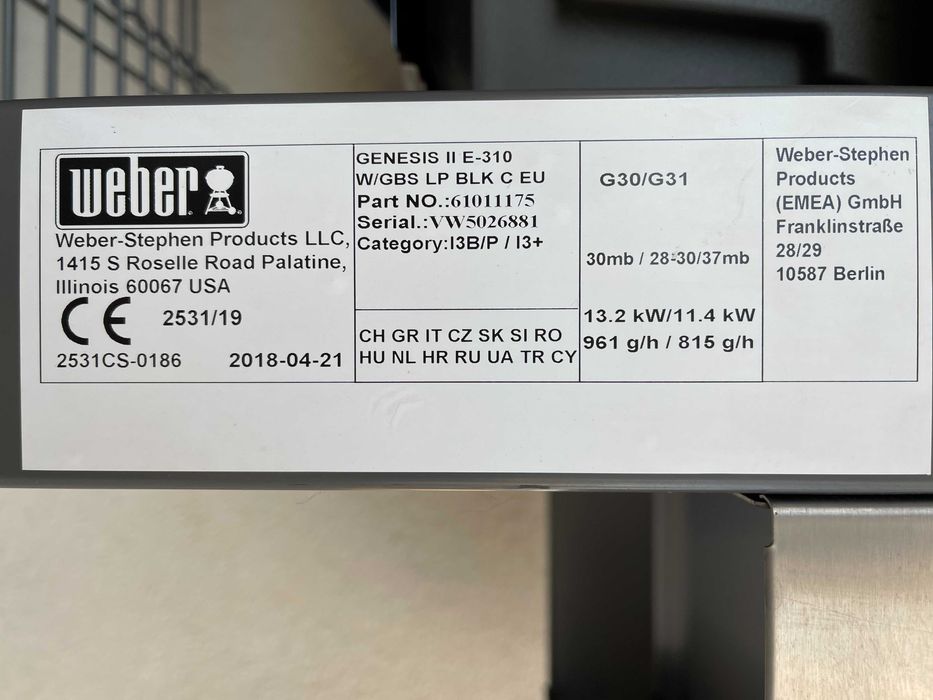 weber
Weber-Stephen Products LLC,
1415 S Roselle Road Palatine,
Illinois 60067 USA
CE 2531/19
2531CS-0186 2018-04-21
GENESIS II E-310
W/GBS LP BLK C EU
Part NO.:61011175
Serial.:VW5026881
Category:I3B/P / I3+
CH GR IT CZ SK SI RO
HU NL HR RU UA TR CY
G30/G31
30mb / 28-30/37mb
13.2 kW/11.4 kW
961 g/h / 815 g/h
Weber-Stephen
Products
(EMEA) GmbH
Franklinstraße
28/29
10587 Berlin